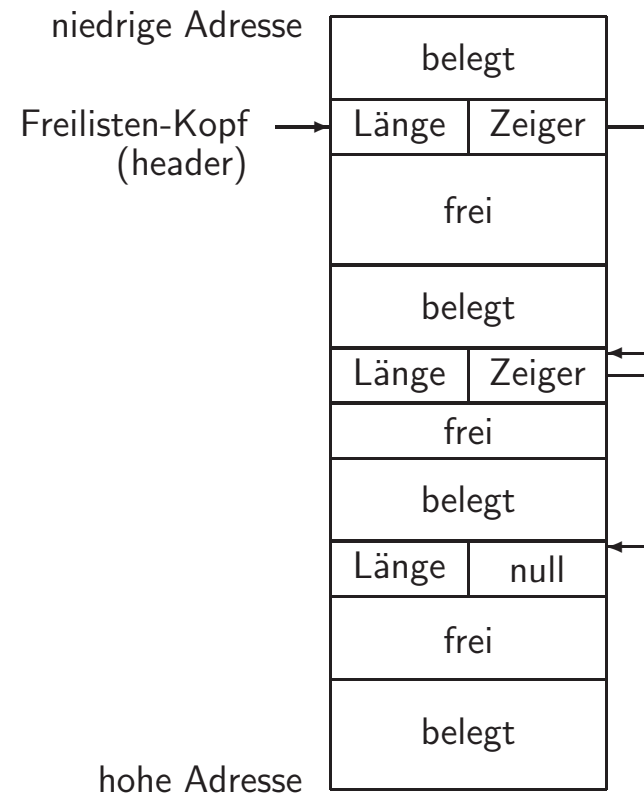 niedrige Adresse
belegt
Freilisten-Kopf
(header)
Länge Zeiger
frei
belegt
Länge Zeiger
frei
belegt
Länge null
frei
belegt
hohe Adresse